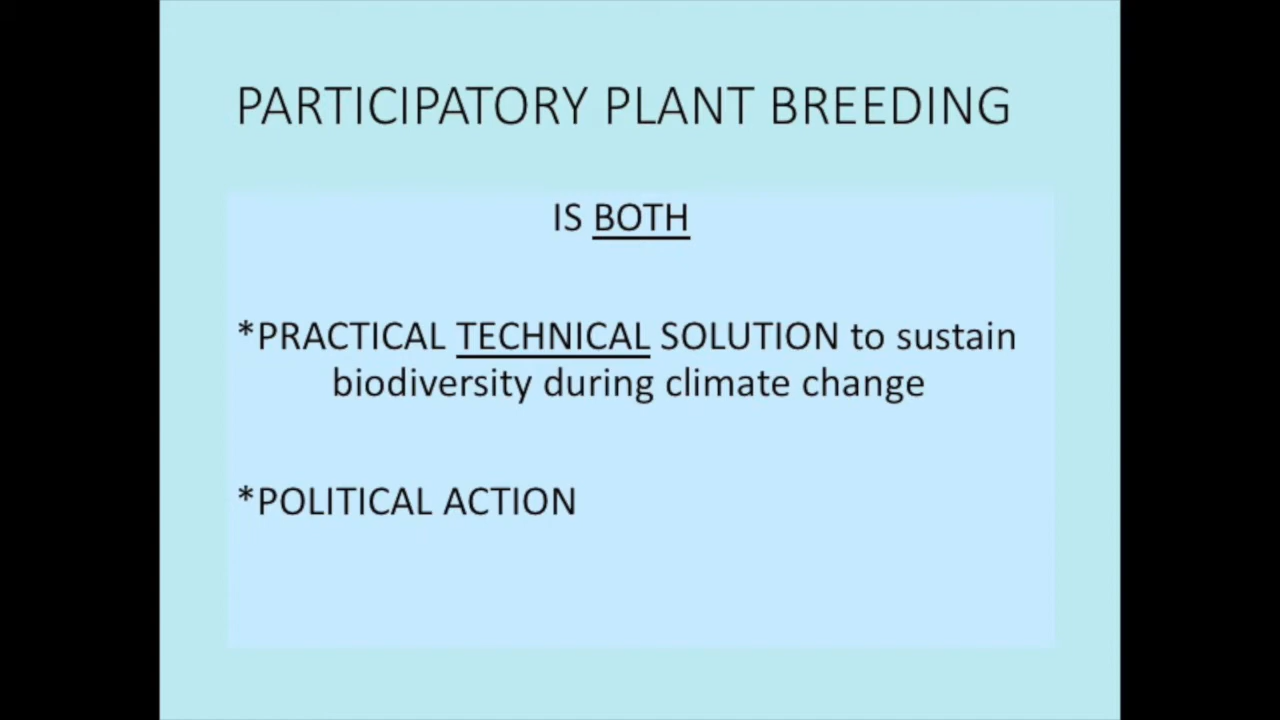 PARTICIPATORY PLANT BREEDING
IS BOTH
*PRACTICAL TECHNICAL SOLUTION to sustain
biodiversity during climate change
*POLITICAL ACTION